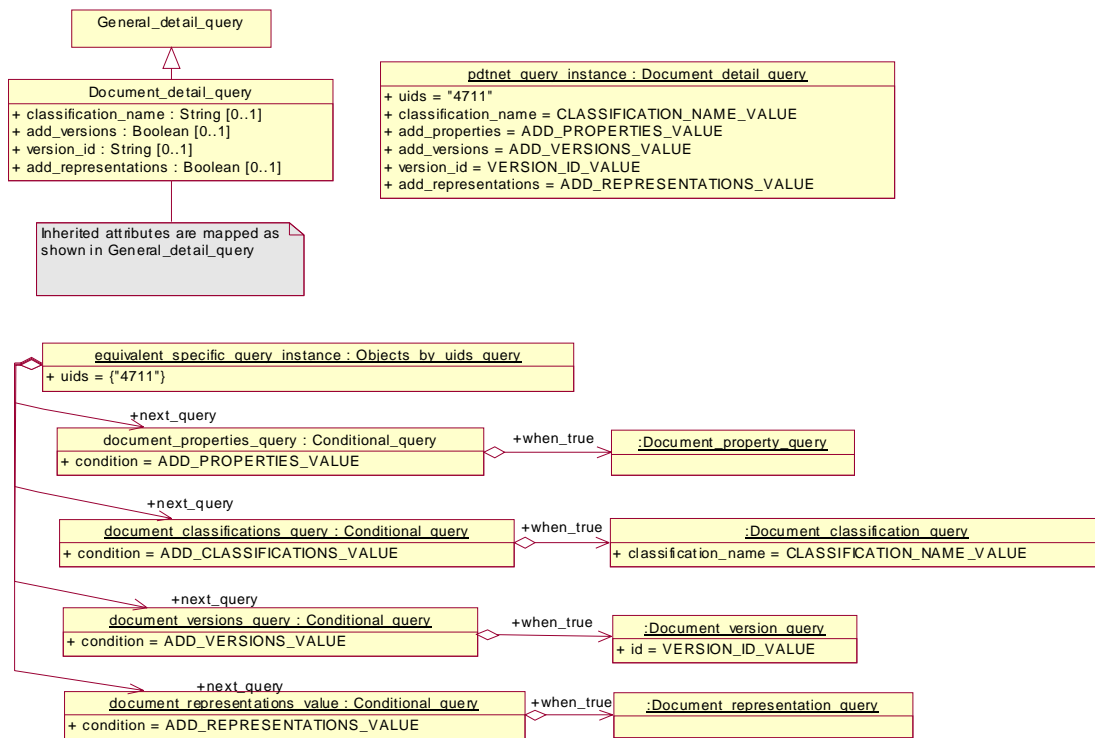 General_detail_query
Document_detail_query
+ classification_name : String [0..1]
+ add_versions : Boolean [0..1]
+ version_id : String [0..1]
+ add_representations : Boolean [0..1]
Inherited attributes are mapped as
shown in General_detail_query
pdtnet_query_instance : Document_detail_query
+ uids = "4711"
+ classification_name = CLASSIFICATION_NAME_VALUE
+ add_properties = ADD_PROPERTIES_VALUE
+ add_versions = ADD_VERSIONS_VALUE
+ version_id = VERSION_ID_VALUE
+ add_representations = ADD_REPRESENTATIONS_VALUE
equivalent_specific_query_instance : Objects_by_uids_query
+ uids = {"4711"}
+next_query
document_properties_query : Conditional_query
+ condition = ADD_PROPERTIES_VALUE
+when_true
:Document_property_query
+next_query
document_classifications_query : Conditional_query
+ condition = ADD_CLASSIFICATIONS_VALUE
+when_true
:Document_classification_query
+ classification_name = CLASSIFICATION_NAME_VALUE
+next_query
document_versions_query : Conditional_query
+ condition = ADD_VERSIONS_VALUE
+when_true
:Document_version_query
+ id = VERSION_ID_VALUE
+next_query
document_representations_value : Conditional_query
+ condition = ADD_REPRESENTATIONS_VALUE
+when_true
:Document_representation_query